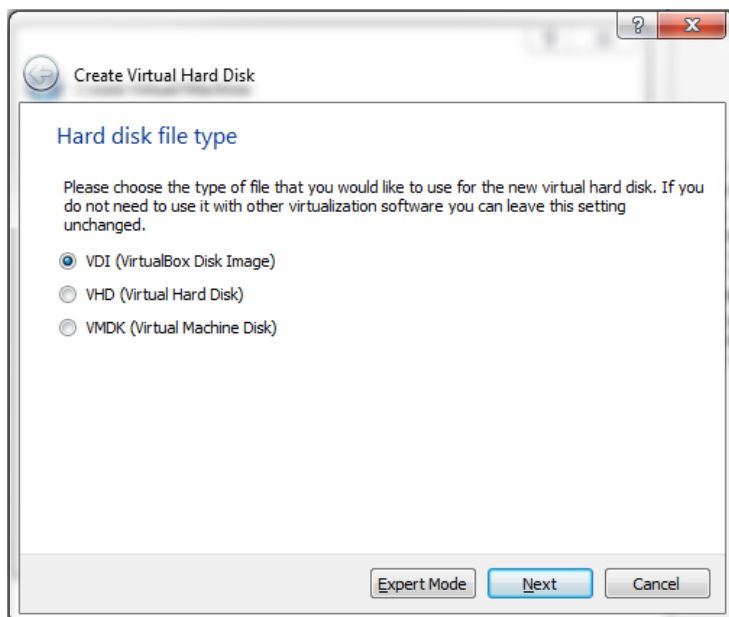 Create Virtual Hard Disk
Hard disk file type
Please choose the type of file that you would like to use for the new virtual hard disk. If you
do not need to use it with other virtualization software you can leave this setting
unchanged.
VDI (VirtualBox Disk Image)
VHD (Virtual Hard Disk)
VMDK (Virtual Machine Disk)
Expert Mode Next Cancel